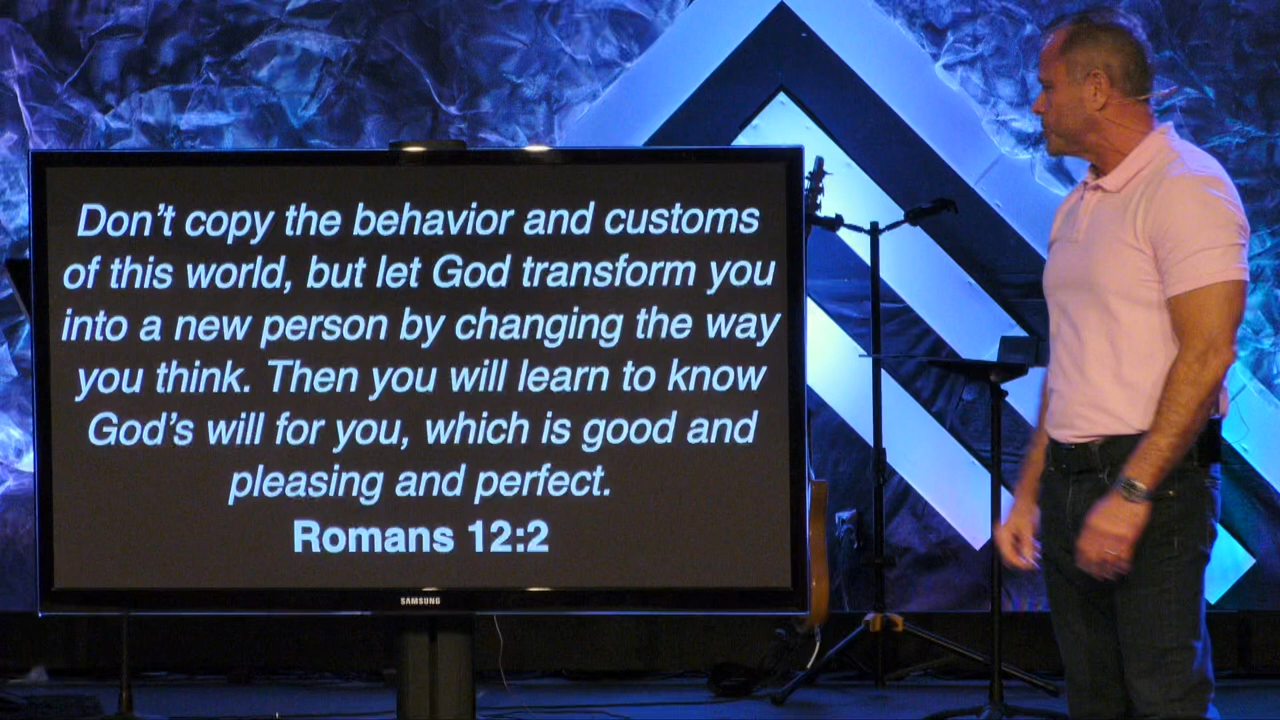 Don't copy the behavior and customs
of this world, but let God transform you
into a new person by changing the way
you think. Then you will learn to know
God's will for you, which is good and
pleasing and perfect.
Romans 12:2
SAMSUNG